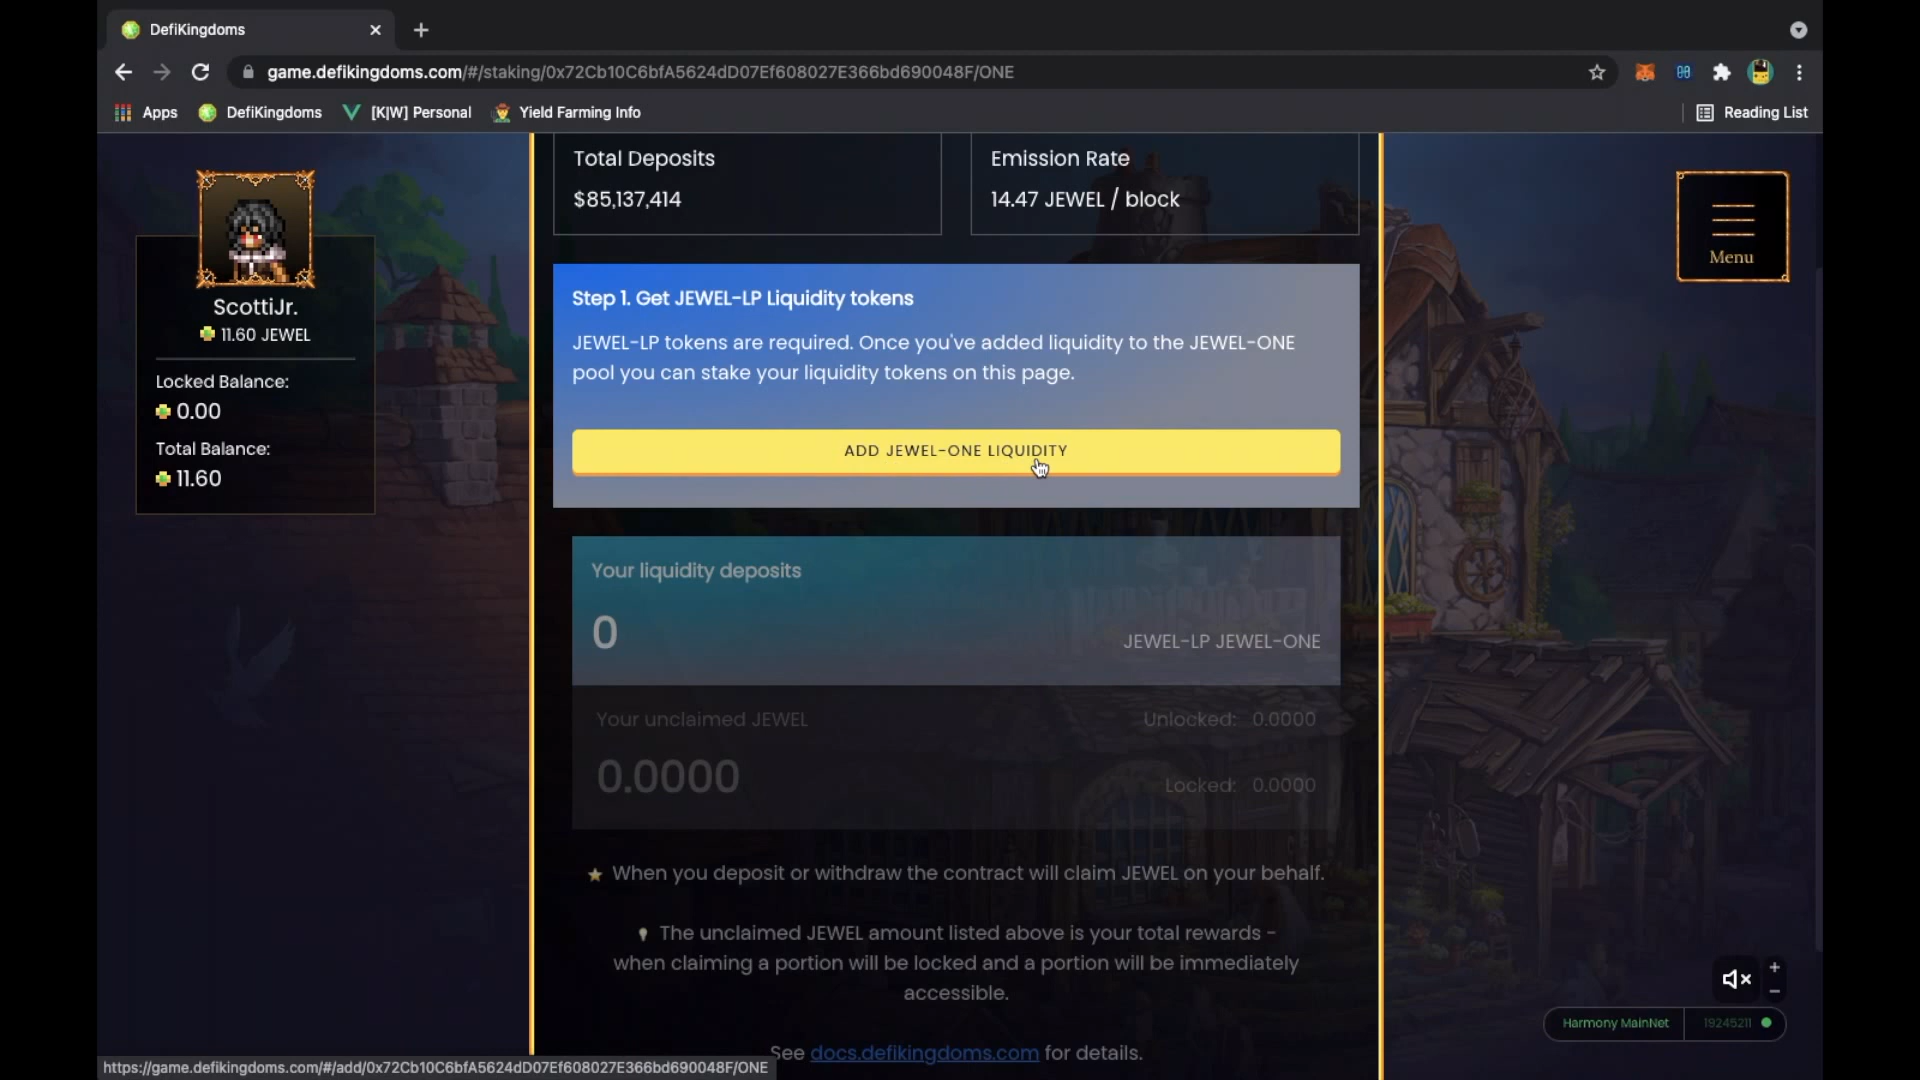 DefiKingdoms
game.defikingdoms.com/#/staking/0x72Cb10C6bfA5624dD07Ef608027E366bd690048F/ONE
Apps DefiKingdoms [K|W] Personal Yield Farming Info Reading List
Total Deposits
$85,137,414
Emission Rate
14.47 JEWEL / block
Menu
ScottiJr.
11.60 JEWEL
Locked Balance:
0.00
Total Balance:
11.60
Step 1. Get JEWEL-LP Liquidity tokens
JEWEL-LP tokens are required. Once you've added liquidity to the JEWEL-ONE
pool you can stake your liquidity tokens on this page.
ADD JEWEL-ONE LIQUIDITY
Your liquidity deposits
0
JEWEL-LP JEWEL-ONE
Your unclaimed JEWEL
Unlocked: 0.0000
0.0000
Locked: 0.0000
When you deposit or withdraw the contract will claim JEWEL on your behalf.
The unclaimed JEWEL amount listed above is your total rewards -
when claiming a portion will be locked and a portion will be immediately
accessible.
See docs.defikingdoms.com for details.
Harmony MainNet 19245211
https://game.defikingdoms.com/#/add/0x72Cb10C6bfA5624dD07Ef608027E366bd690048F/ONE